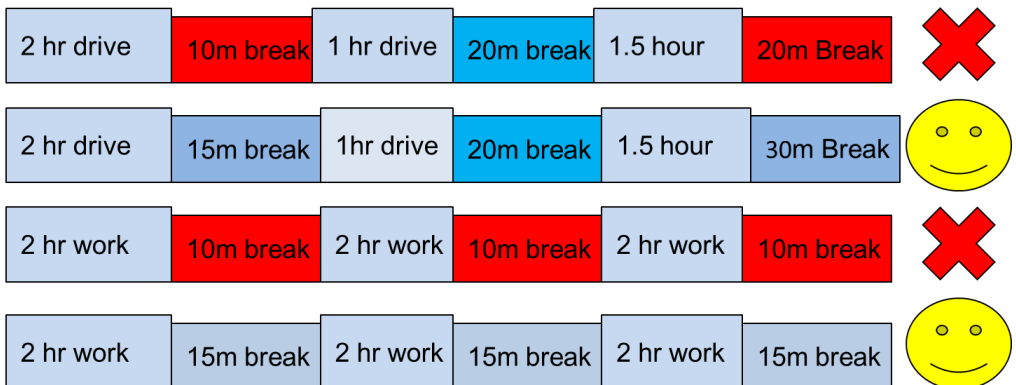 2 hr drive 10m break 1 hr drive 20m break 1.5 hour 20m Break
2 hr drive 15m break 1hr drive 20m break 1.5 hour 30m Break
2 hr work 10m break 2 hr work 10m break 2 hr work 10m break
2 hr work 15m break 2 hr work 15m break 2 hr work 15m break